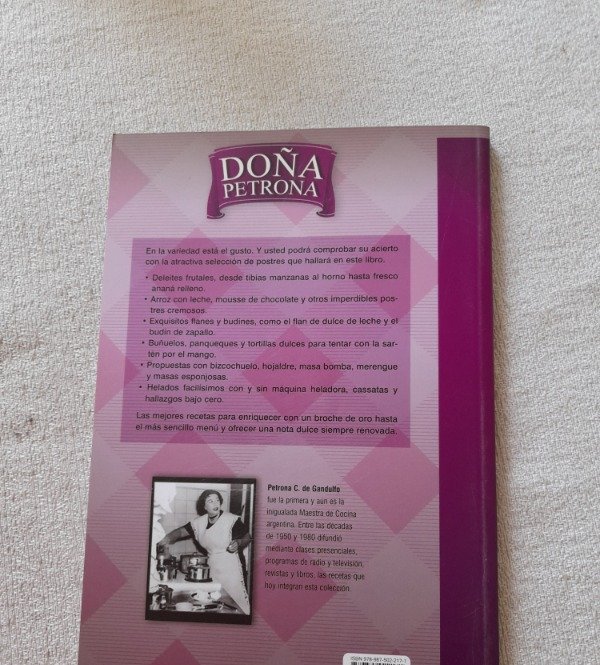 DOÑA
PETRONA
En la variedad está el gusto. Y usted podrá comprobar su acierto
con la atractiva selección de postres que hallará en este libro.
• Deleites frutales, desde tibias manzanas al horno hasta fresco
ananá relleno.
• Arroz con leche, mousse de chocolate y otros imperdibles pos-
tres cremosos.
• Exquisitos flanes y budines, como el flan de dulce de leche y el
budín de zapallo.
• Buñuelos, panqueques y tortillas dulces para tentar con la sar-
tén por el mango.
• Propuestas con bizcochuelo, hojaldre, masa bomba, merengue
y masas esponjosas.
• Helados facilísimos con y sin máquina heladora, cassatas y
hallazgos bajo cero.
Las mejores recetas para enriquecer con un broche de oro hasta
el más sencillo menú y ofrecer una nota dulce siempre renovada.
Petrona C. de Gandulfo
fue la primera y aún es la
inigualada Maestra de Cocina
argentina. Entre las décadas
de 1950 y 1980 difundió
mediante clases presenciales,
programas de radio y televisión,
revistas y libros, las recetas que
hoy integran esta colección.
ISBN 978-987-502-217-1